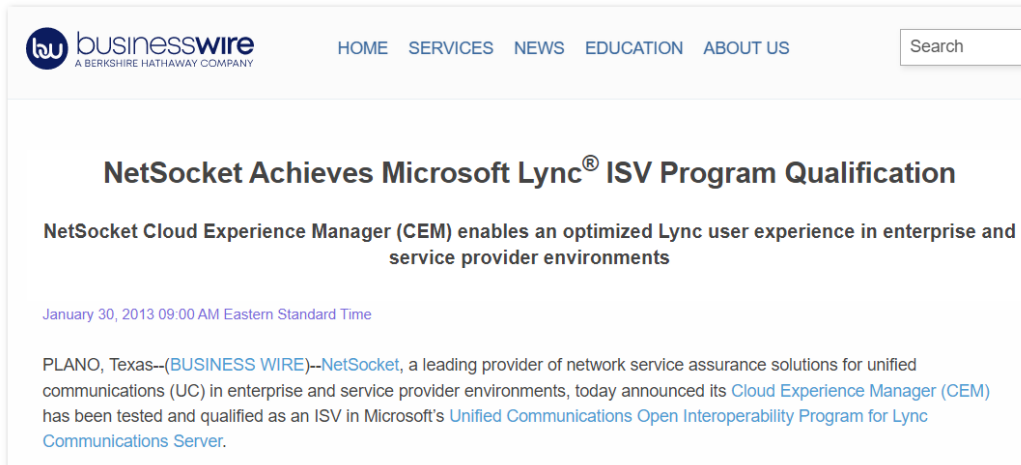 bw businesswire
A BERKSHIRE HATHAWAY COMPANY
HOME SERVICES NEWS EDUCATION ABOUT US
Search
NetSocket Achieves Microsoft Lync® ISV Program Qualification
NetSocket Cloud Experience Manager (CEM) enables an optimized Lync user experience in enterprise and
service provider environments
January 30, 2013 09:00 AM Eastern Standard Time
PLANO, Texas--(BUSINESS WIRE)--NetSocket, a leading provider of network service assurance solutions for unified
communications (UC) in enterprise and service provider environments, today announced its Cloud Experience Manager (CEM)
has been tested and qualified as an ISV in Microsoft's Unified Communications Open Interoperability Program for Lync
Communications Server.